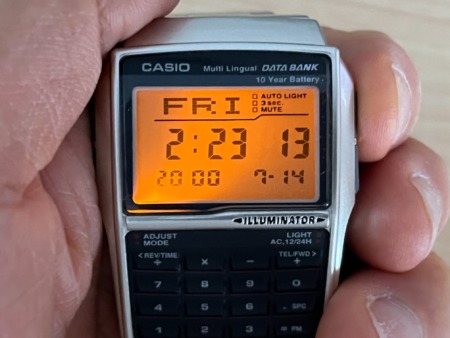 CASIO Multi Lingual DATA BANK
10 Year Battery
FRI
AUTO LIGHT
3 sec.
MUTE
2:23 13
20 00 7-14
ILLUMINATOR
ADJUST
MODE
LIGHT
AC,12/24H
<REV/TIME
÷ × − +
TEL/FWD>
7 8 9 -
4 5 6 . SPC
1 2 3 = PM